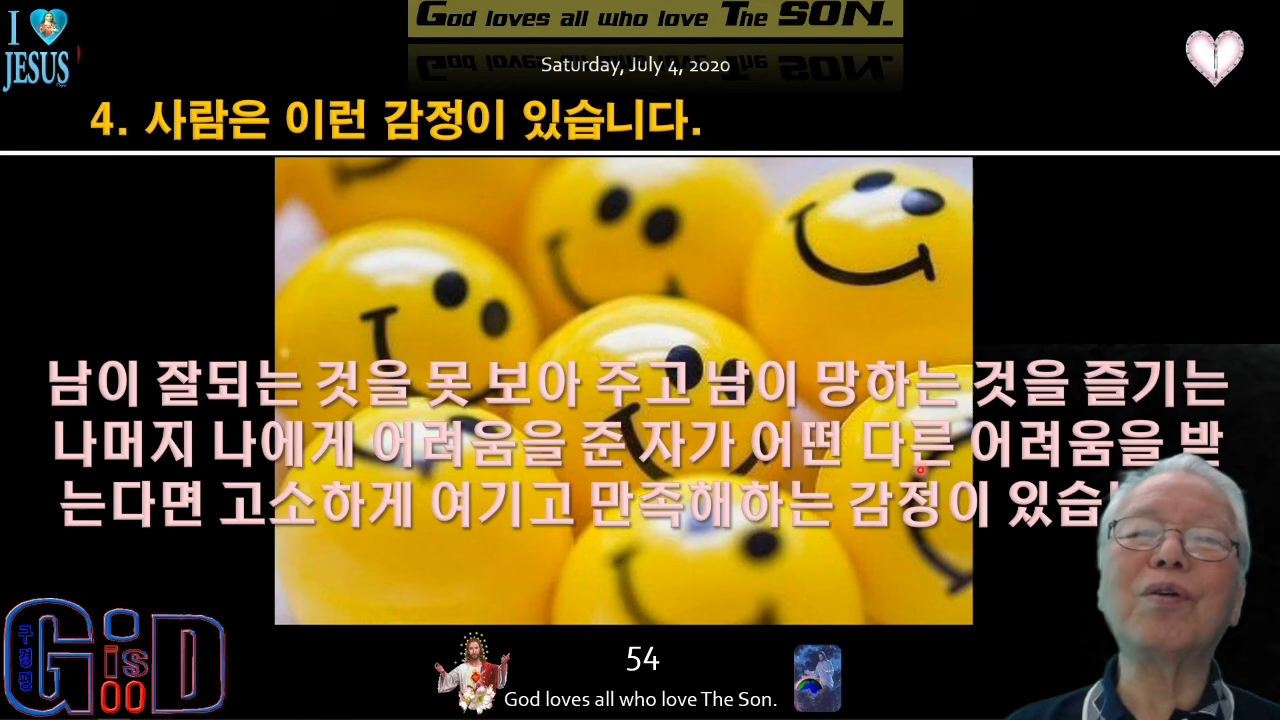 I
JESUS
God loves all who love The SON.
Saturday, July 4, 2020
4. 사람은 이런 감정이 있습니다.
남이 잘되는 것을 못 보아 주고 남이 망하는 것을 즐기는
나머지 나에게 어려움을 준 자가 어떤 다른 어려움을 받
는다면 고소하게 여기고 만족해하는 감정이 있습
GOD
is
구경꾼
54
God loves all who love The Son.